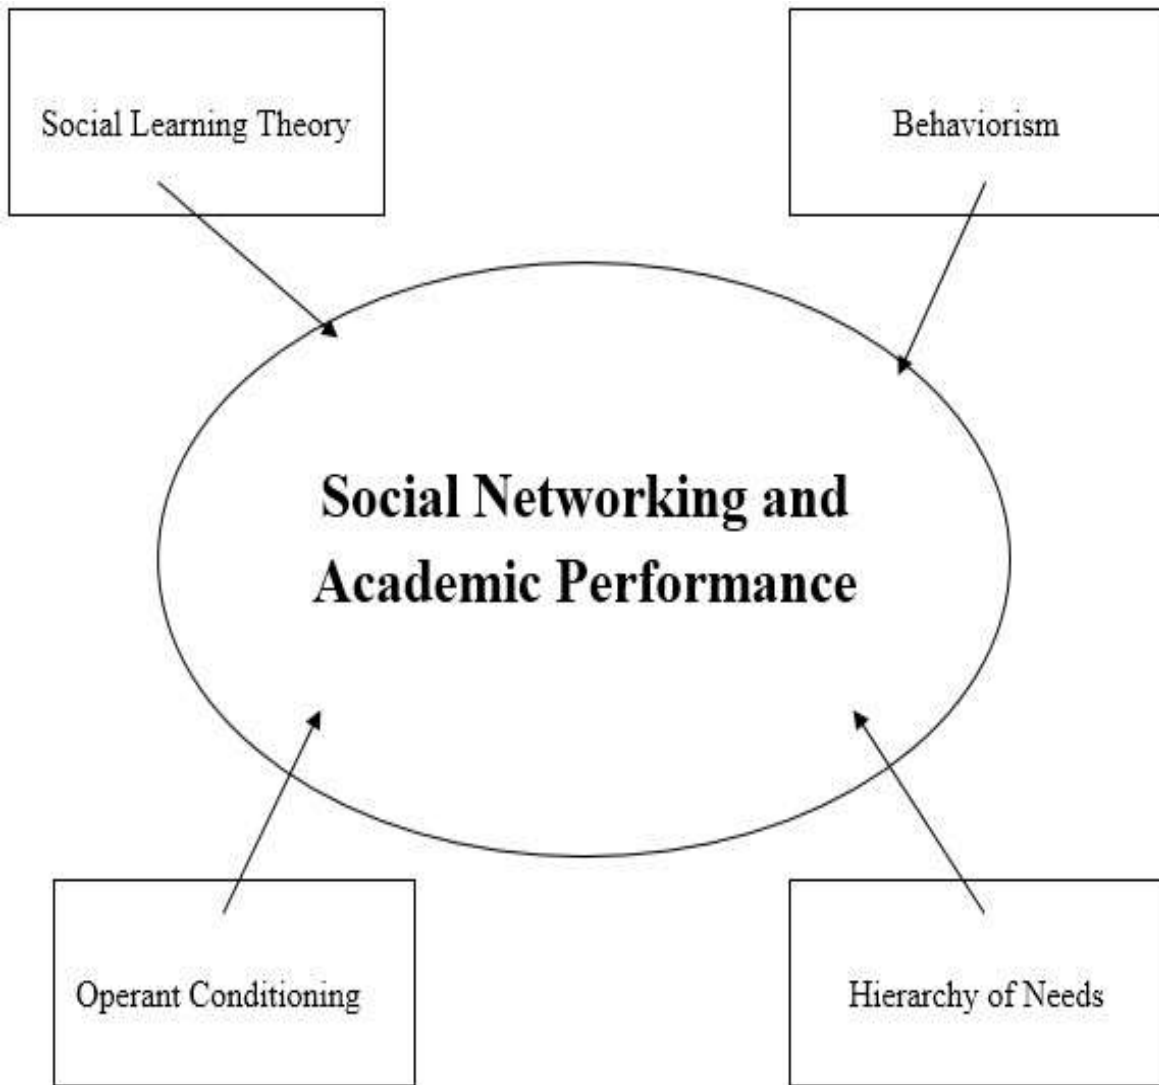 Social Learning Theory
Behaviorism
Social Networking and
Academic Performance
Operant Conditioning
Hierarchy of Needs